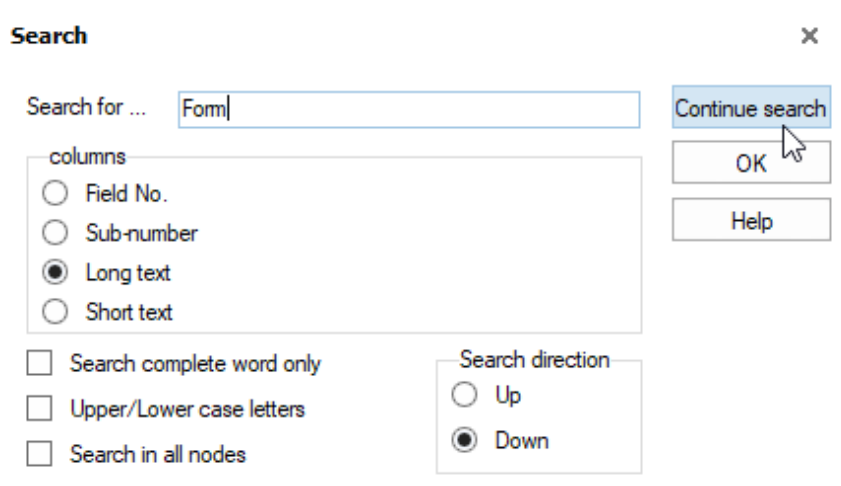 Search
Search for ... Form Continue search
columns OK
Field No.
Sub-number Help
Long text
Short text
Search complete word only Search direction
Upper/Lower case letters Up
Search in all nodes Down